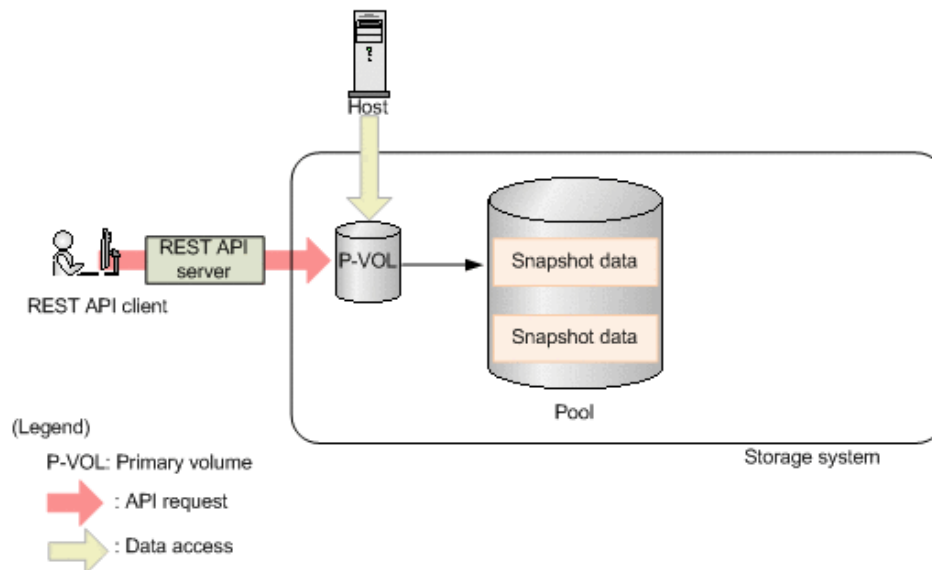 Host
REST API
server
P-VOL
Snapshot data
REST API client
Snapshot data
Pool
(Legend)
Storage system
P-VOL: Primary volume
: API request
: Data access